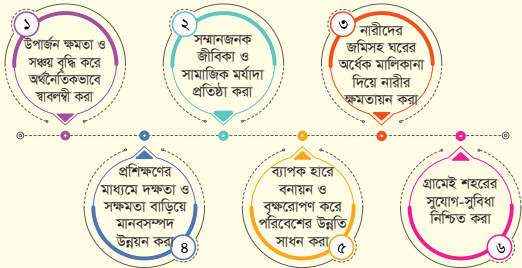 ১
উপার্জন ক্ষমতা ও
সঞ্চয় বৃদ্ধি করে
অর্থনৈতিকভাবে
স্বাবলম্বী করা
২
সম্মানজনক
জীবিকা ও
সামাজিক মর্যাদা
প্রতিষ্ঠা করা
৩
নারীদের
জমিসহ ঘরের
অর্ধেক মালিকানা
দিয়ে নারীর
ক্ষমতায়ন করা
প্রশিক্ষণের
মাধ্যমে দক্ষতা ও
সক্ষমতা বাড়িয়ে
মানবসম্পদ
উন্নয়ন করা
৪
ব্যাপক হারে
বনায়ন ও
বৃক্ষরোপণ করে
পরিবেশের উন্নতি
সাধন করা
৫
গ্রামেই শহরের
সুযোগ-সুবিধা
নিশ্চিত করা
৬